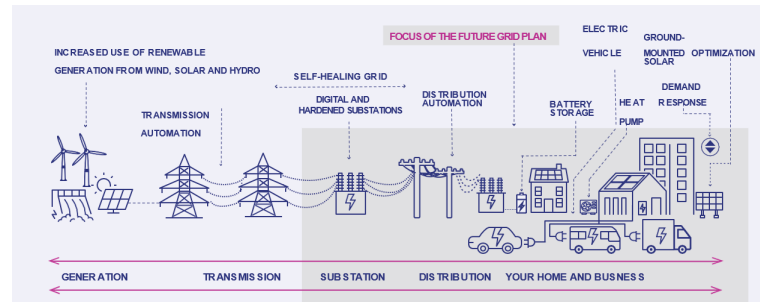 FOCUS OF THE FUTURE GRID PLAN
ELECTRIC
VEHICLE
GROUND-
MOUNTED
SOLAR
OPTIMIZATION
INCREASED USE OF RENEWABLE
GENERATION FROM WIND, SOLAR AND HYDRO
SELF-HEALING GRID
TRANSMISSION
AUTOMATION
DIGITAL AND
HARDENED SUBSTATIONS
DISTRIBUTION
AUTOMATION
BATTERY
STORAGE
HEAT
PUMP
DEMAND
RESPONSE
GENERATION
TRANSMISSION
SUBSTATION
DISTRIBUTION
YOUR HOME AND BUSNESS